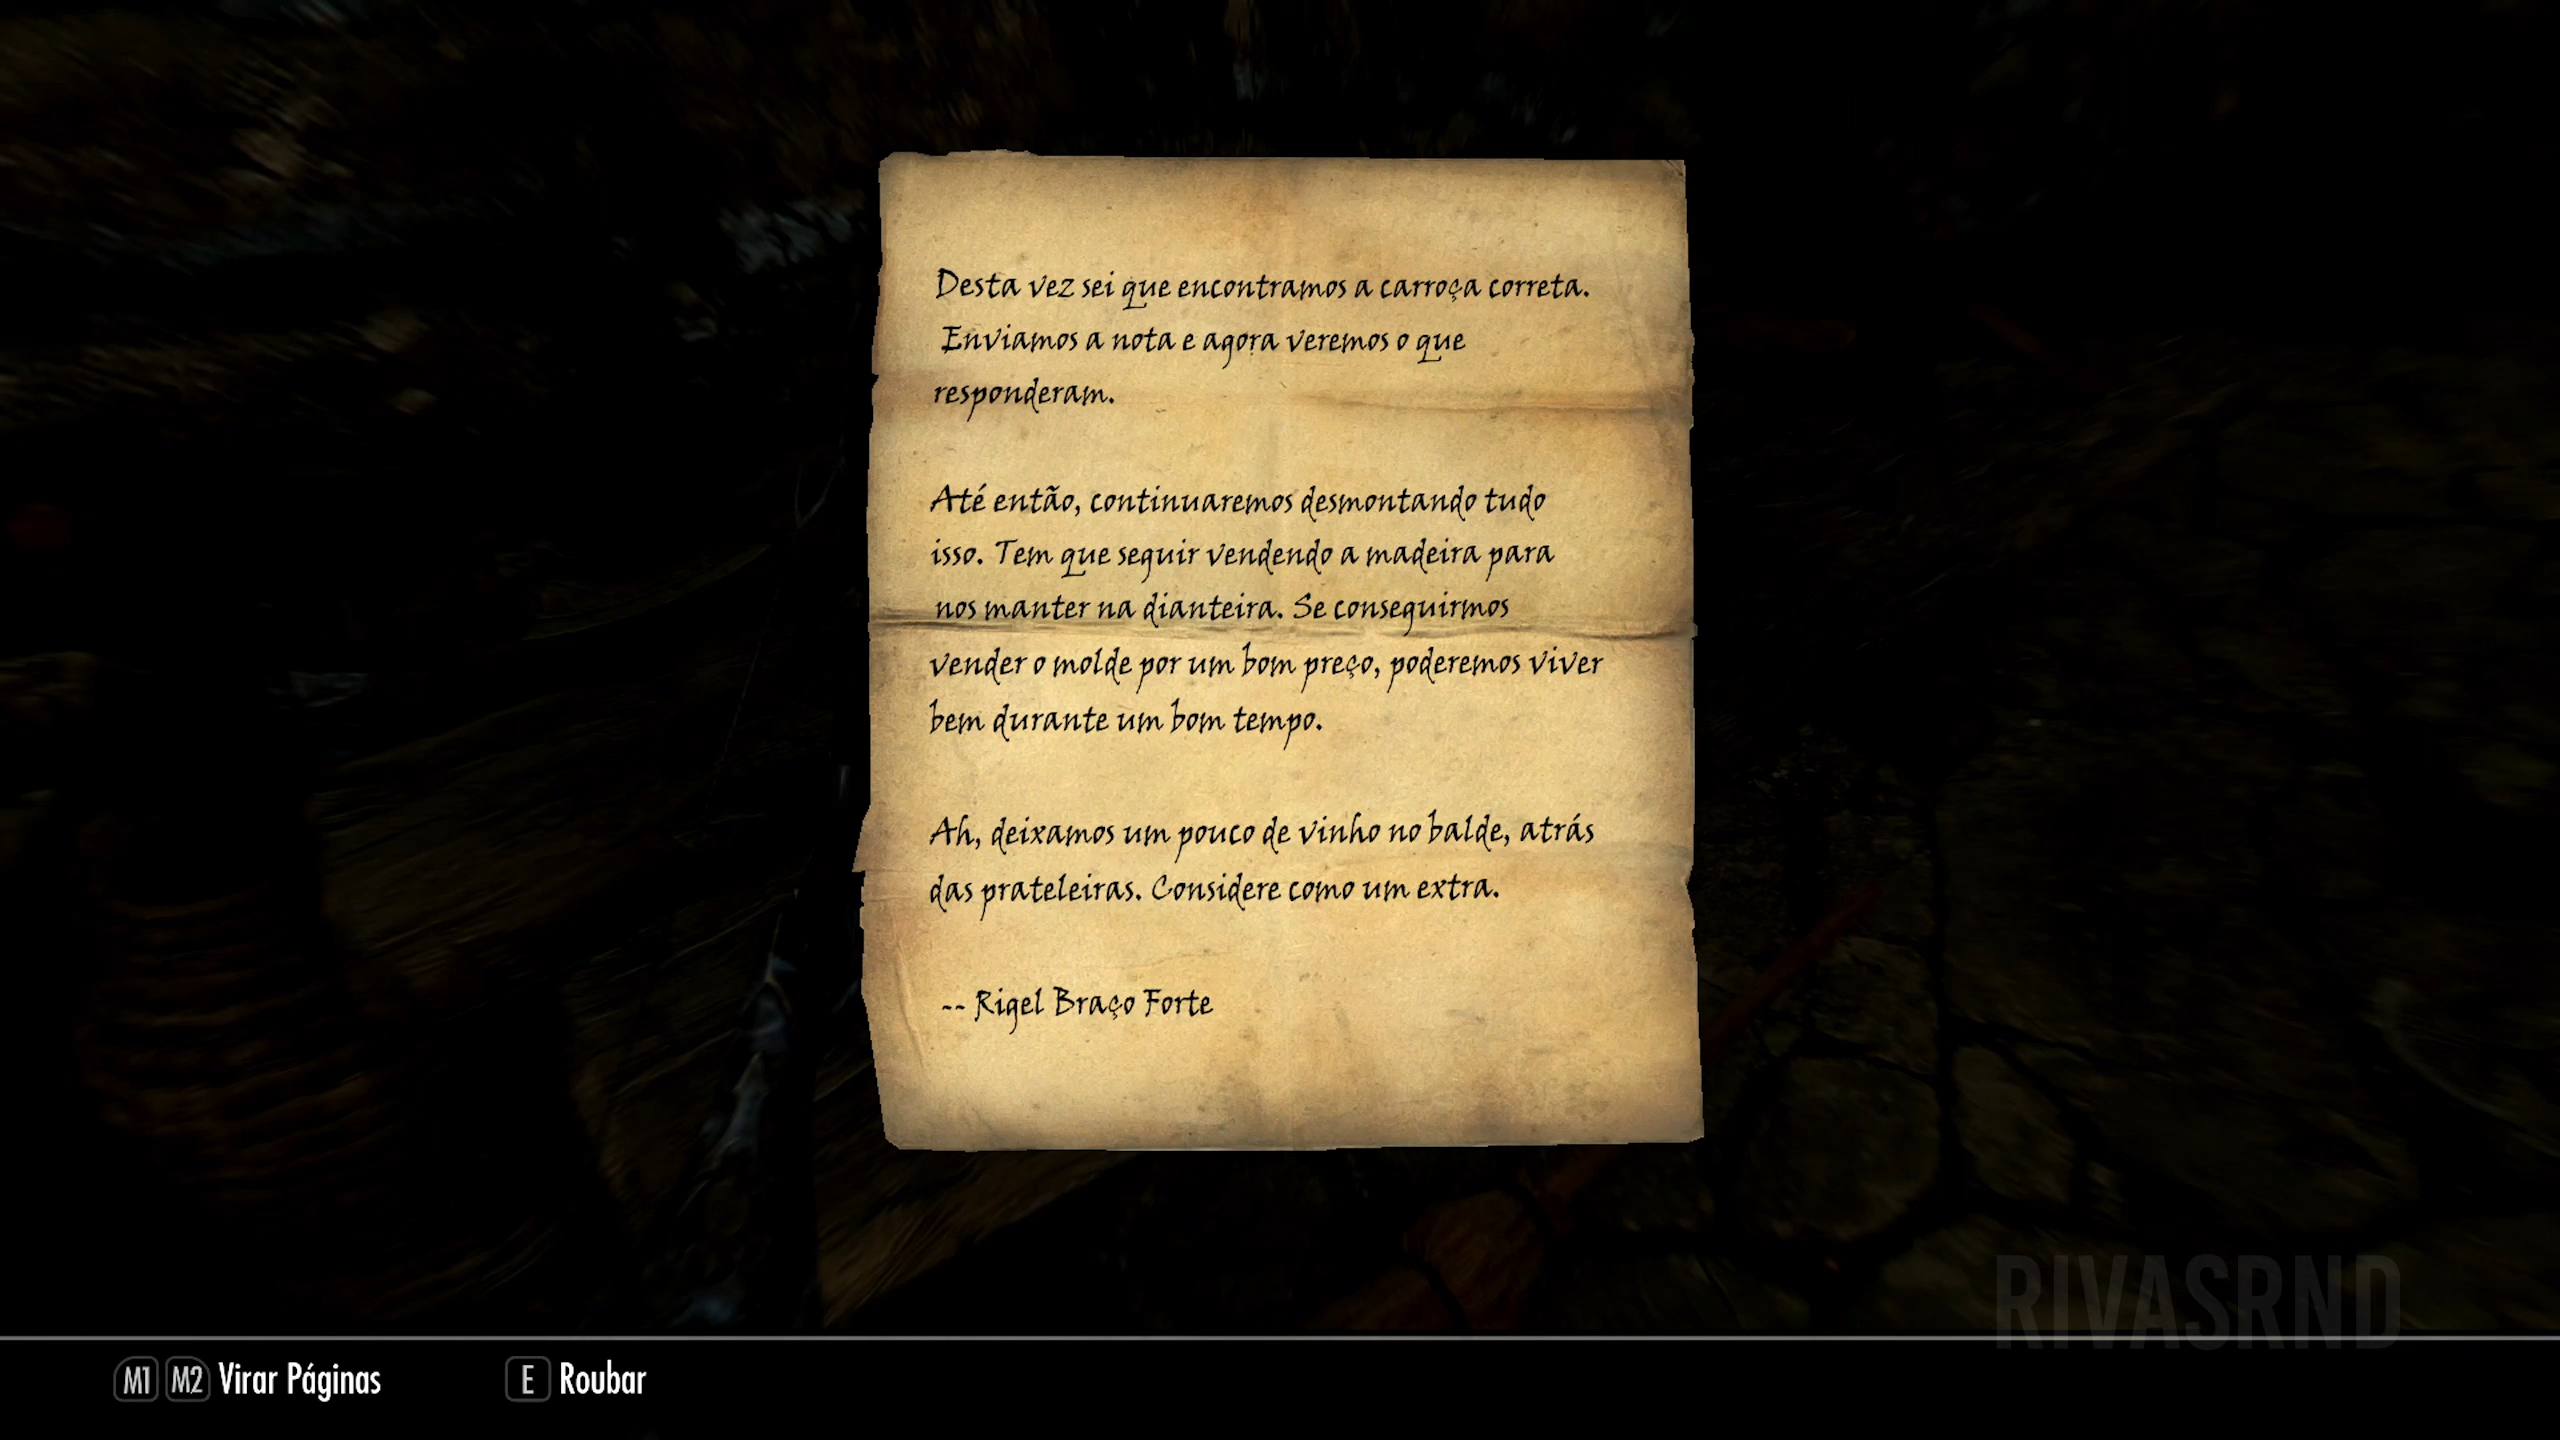 Desta vez sei que encontramos a carroça correta.
Enviamos a nota e agora veremos o que
responderam.
Até então, continuaremos desmontando tudo
isso. Tem que seguir vendendo a madeira para
nos manter na dianteira. Se conseguirmos
vender o molde por um bom preço, poderemos viver
bem durante um bom tempo.
Ah, deixamos um pouco de vinho no balde, atrás
das prateleiras. Considere como um extra.
-- Rigel Braço Forte
RIVASRND
M1 M2 Virar Páginas E Roubar